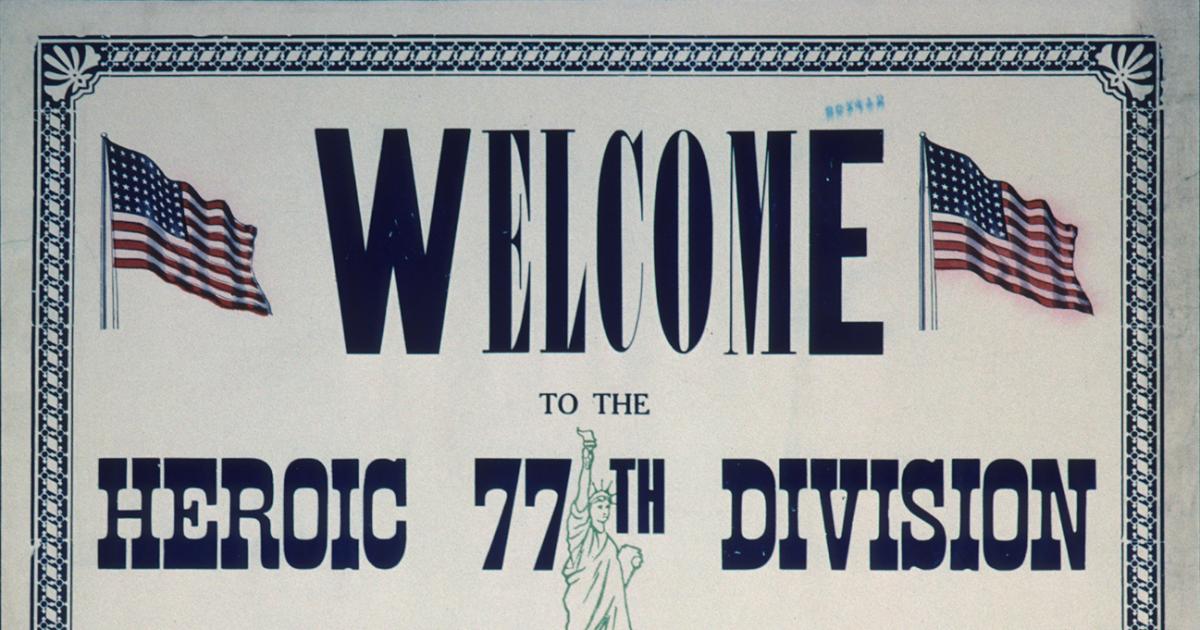 WELCOME
TO THE
HEROIC 77TH DIVISION